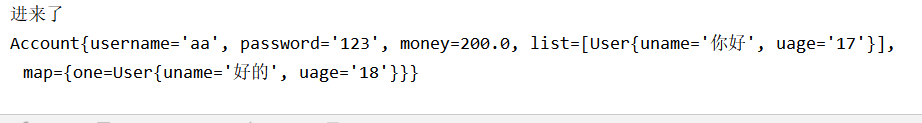 进来了
Account{username='aa', password='123', money=200.0, list=[User{uname='你好', uage='17'}],
map={one=User{uname='好的', uage='18'}}}